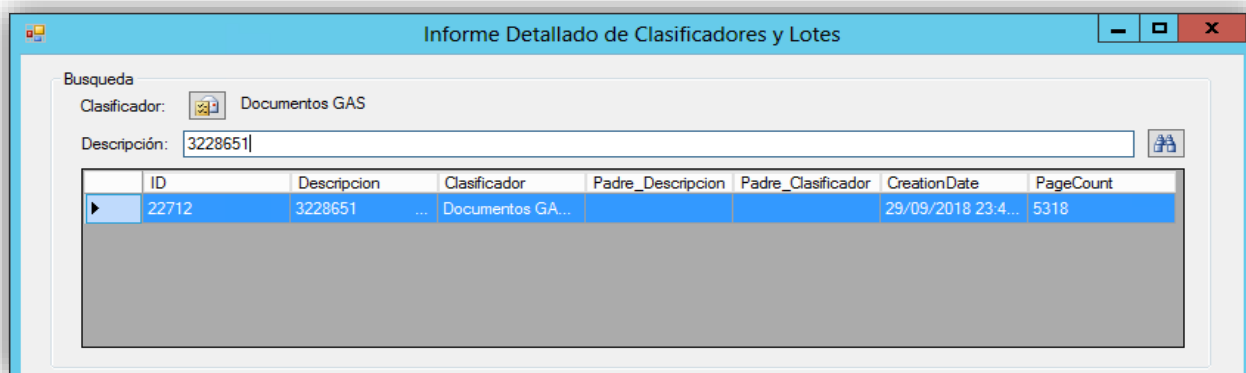 Informe Detallado de Clasificadores y Lotes
Busqueda
Clasificador: Documentos GAS
Descripción: 3228651
ID Descripcion Clasificador Padre_Descripcion Padre_Clasificador CreationDate PageCount
22712 3228651 ... Documentos GA... 29/09/2018 23:4... 5318